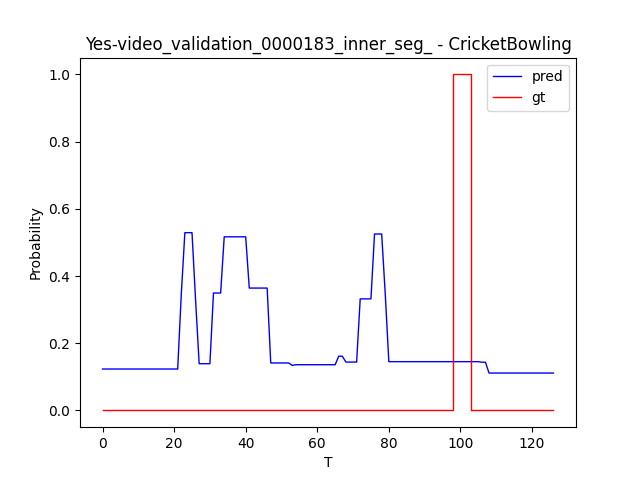 Yes-video_validation_0000183_inner_seg_ - CricketBowling
pred
gt
1.0
0.8
0.6
0.4
0.2
0.0
Probability
0
20
40
60
80
100
120
T